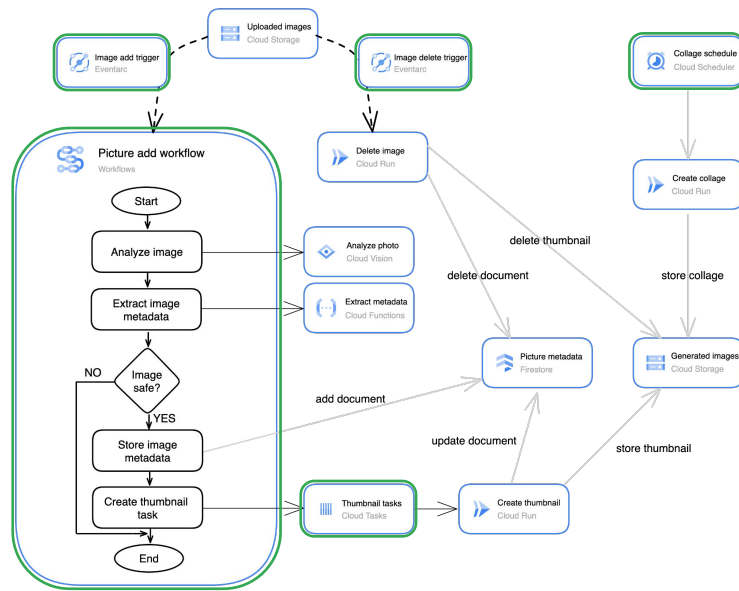 Uploaded images
Cloud Storage
Image add trigger
Eventarc
Image delete trigger
Eventarc
Collage schedule
Cloud Scheduler
Picture add workflow
Workflows
Delete image
Cloud Run
Create collage
Cloud Run
Start
Analyze image
Analyze photo
Cloud Vision
delete thumbnail
delete document
store collage
Extract image
metadata
Extract metadata
Cloud Functions
Picture metadata
Firestore
Generated images
Cloud Storage
NO
Image
safe?
YES
add document
Store image
metadata
update document
store thumbnail
Create thumbnail
task
Thumbnail tasks
Cloud Tasks
Create thumbnail
Cloud Run
End